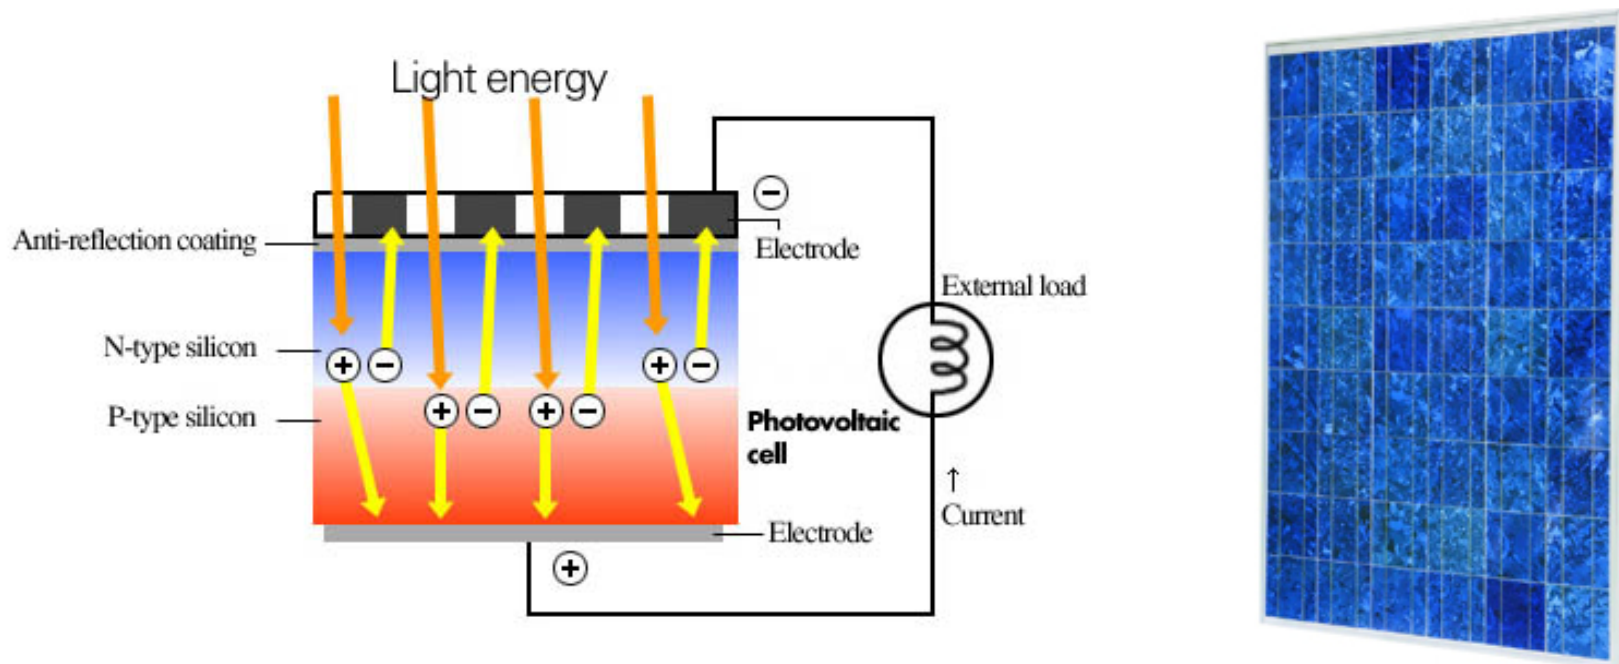 Light energy
Anti-reflection coating
Electrode
External load
N-type silicon
P-type silicon
Photovoltaic
cell
↑
Current
Electrode